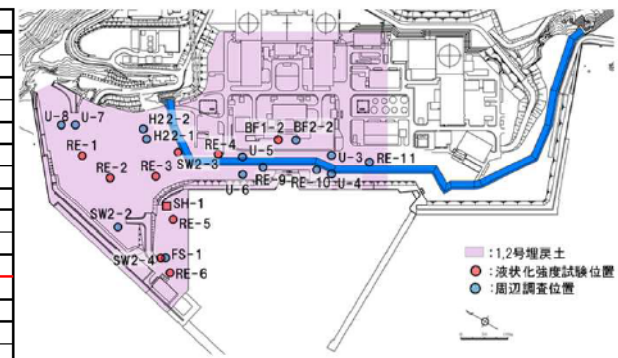 H22-2
U-8
U-7
H22-1
BF1-2
BF2-2
RE-1
RE-4
U-5
U-3
RE-11
RE-2
RE-3
SW2-3
U-6
RE-9
RE-10
U-4
SH-1
SW2-2
RE-5
FS-1
SW2-4
RE-6
:1,2号埋戻土
:液状化強度試験位置
:周辺調査位置